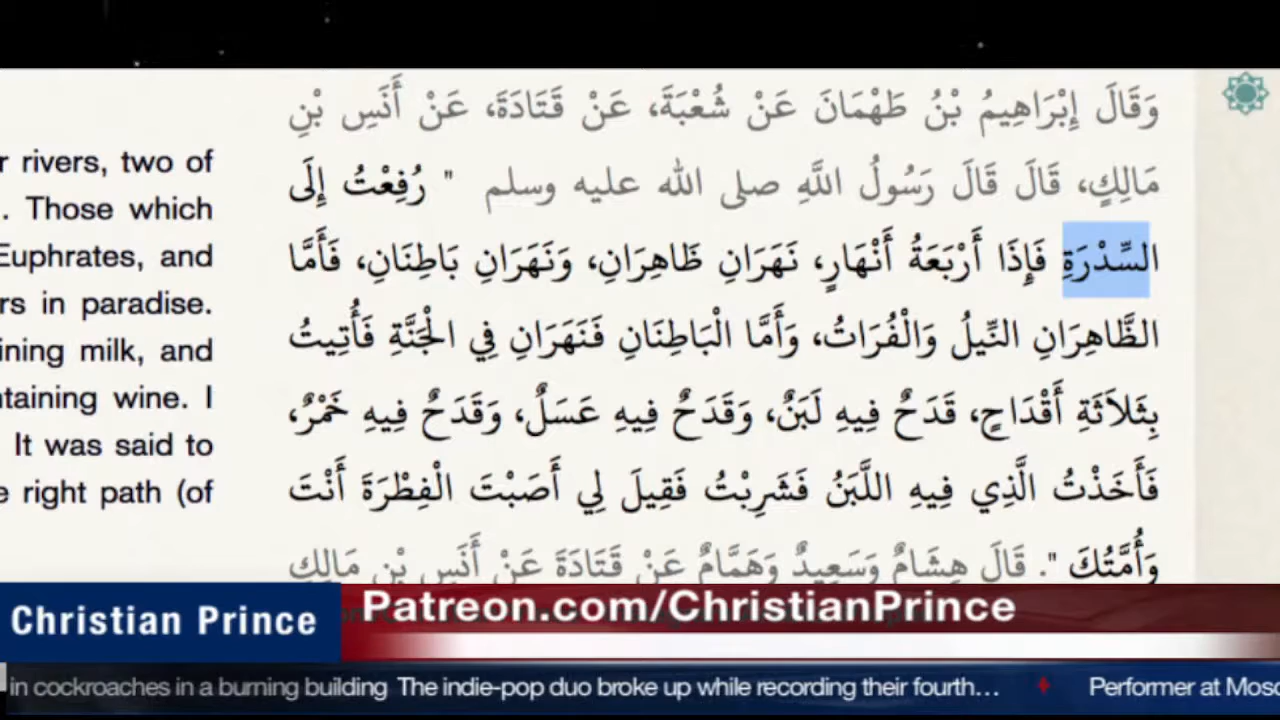 وَقَالَ إِبْرَاهِيمُ بْنُ طَهْمَانَ عَنْ شُعْبَةَ، عَنْ قَتَادَةَ، عَنْ أَنَسِ بْنِ
مَالِكٍ، قَالَ قَالَ رَسُولُ اللَّهِ صلى الله عليه وسلم " رُفِعْتُ إِلَى
السِّدْرَةِ فَإِذَا أَرْبَعَةُ أَنْهَارٍ، نَهَرَانِ ظَاهِرَانِ، وَنَهَرَانِ بَاطِنَانِ، فَأَمَّا
الظَّاهِرَانِ النِّيلُ وَالْفُرَاتُ، وَأَمَّا الْبَاطِنَانِ فَنَهَرَانِ فِي الْجَنَّةِ فَأُتِيتُ
بِثَلاَثَةِ أَقْدَاحٍ، قَدَحٌ فِيهِ لَبَنٌ، وَقَدَحٌ فِيهِ عَسَلٌ، وَقَدَحٌ فِيهِ خَمْرٌ،
فَأَخَذْتُ الَّذِي فِيهِ اللَّبَنُ فَشَرِبْتُ فَقِيلَ لِي أَصَبْتَ الْفِطْرَةَ أَنْتَ
وَأُمَّتُكَ ". قَالَ هِشَامٌ وَسَعِيدٌ وَهَمَّامٌ عَنْ قَتَادَةَ عَنْ أَنَسِ بْنِ مَالِكٍ
r rivers, two of
. Those which
Euphrates, and
rs in paradise.
ining milk, and
ntaining wine. I
It was said to
e right path (of
Christian Prince
Patreon.com/ChristianPrince
in cockroaches in a burning building The indie-pop duo broke up while recording their fourth... Performer at Mosc